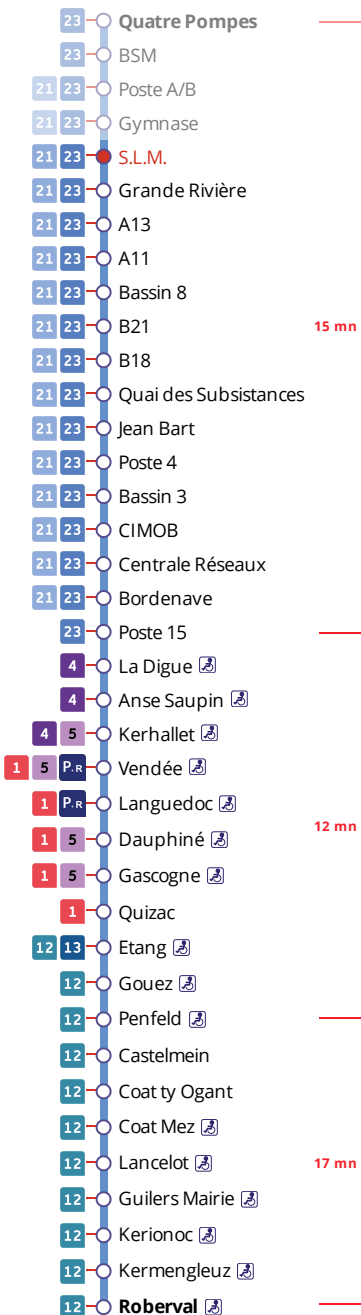 23 Quatre Pompes
23 BSM
21 23 Poste A/B
21 23 Gymnase
21 23 S.L.M.
21 23 Grande Rivière
21 23 A13
21 23 A11
21 23 Bassin 8
21 23 B21 15 mn
21 23 B18
21 23 Quai des Subsistances
21 23 Jean Bart
21 23 Poste 4
21 23 Bassin 3
21 23 CIMOB
21 23 Centrale Réseaux
21 23 Bordenave
23 Poste 15
4 La Digue
4 Anse Saupin
4 5 Kerhallet
1 5 P+R Vendée
1 P+R Languedoc
1 5 Dauphiné 12 mn
1 5 Gascogne
1 Quizac
12 13 Etang
12 Gouez
12 Penfeld
12 Castelmein
12 Coat ty Ogant
12 Coat Mez
12 Lancelot 17 mn
12 Guilers Mairie
12 Kerionoc
12 Kermengleuz
12 Roberval